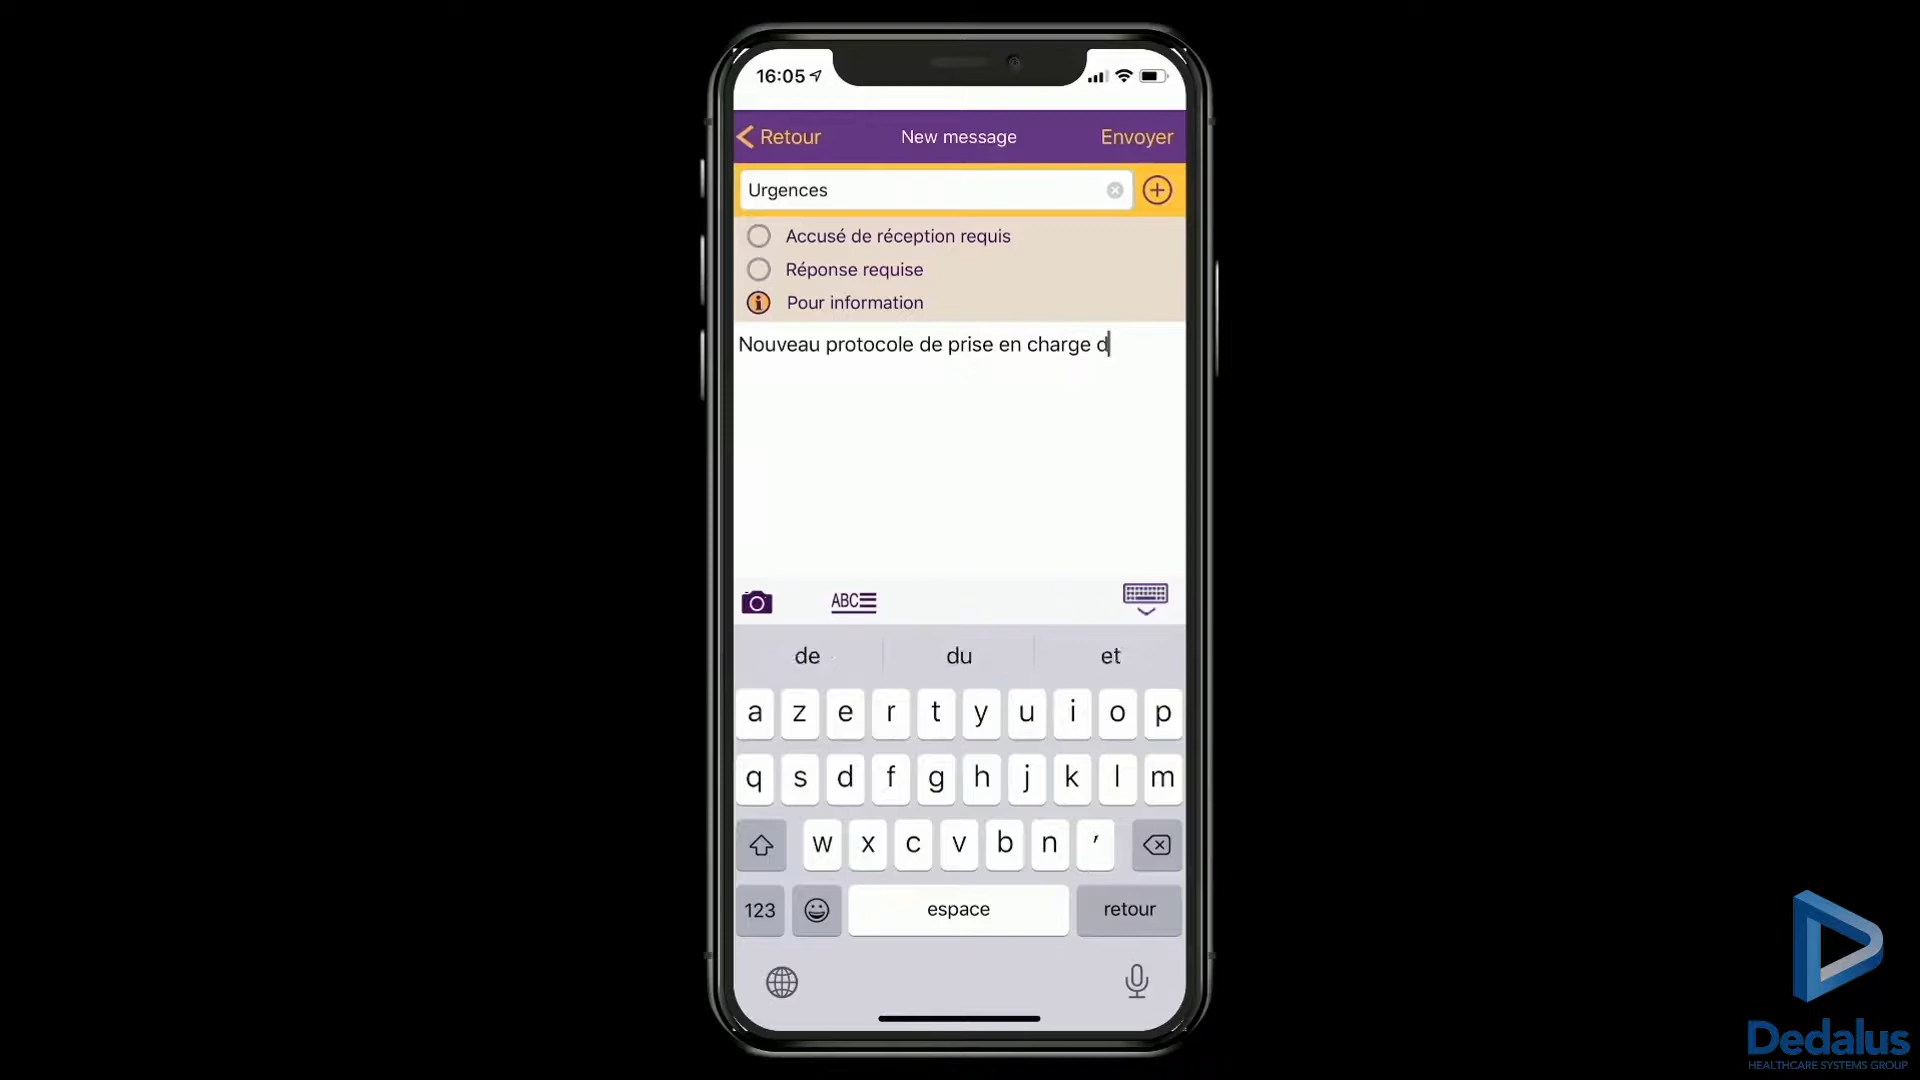 16:05
Retour
New message
Envoyer
Urgences
Accusé de réception requis
Réponse requise
Pour information
Nouveau protocole de prise en charge d
ABC
de du et
a z e r t y u i o p
q s d f g h j k l m
w x c v b n '
123 espace retour
Dedalus
HEALTHCARE SYSTEMS GROUP